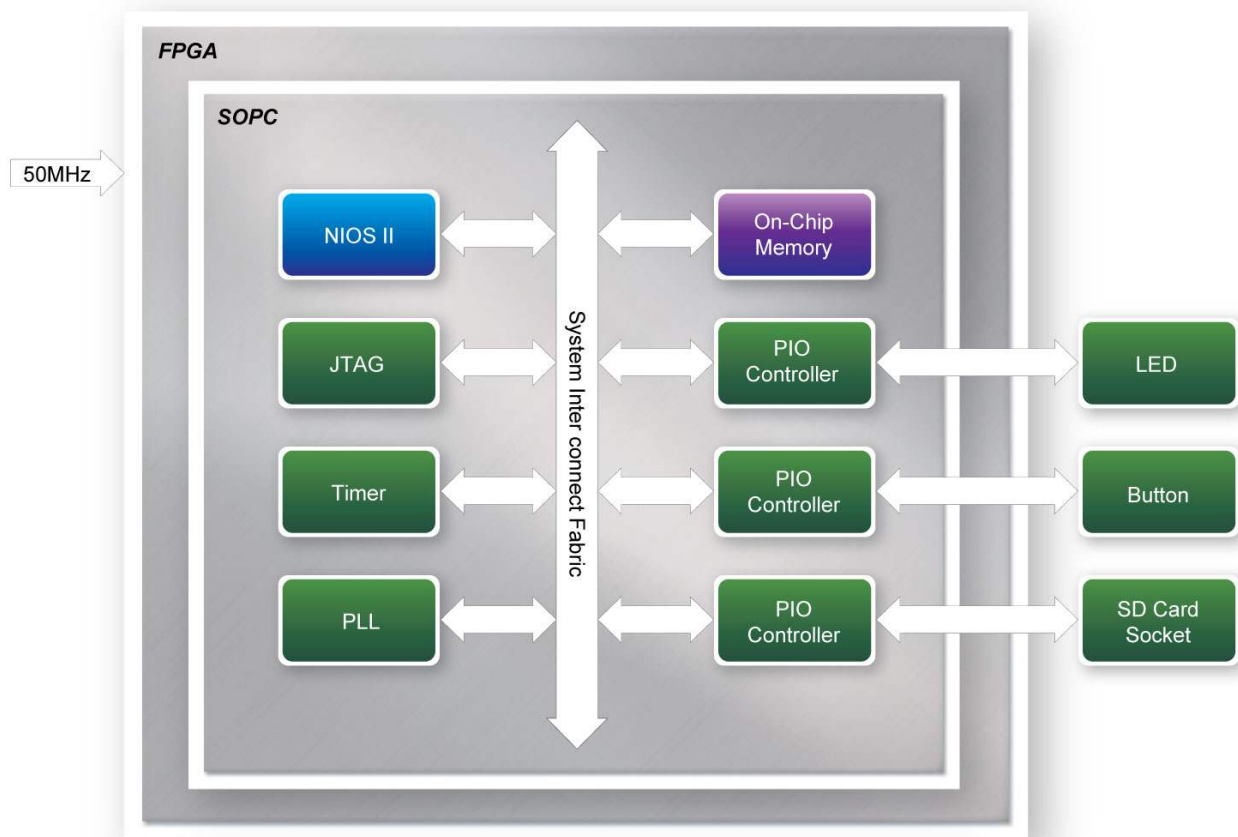 FPGA
SOPC
50MHz
NIOS II
On-Chip
Memory
System Inter connect Fabric
JTAG
PIO
Controller
LED
Timer
PIO
Controller
Button
PLL
PIO
Controller
SD Card
Socket